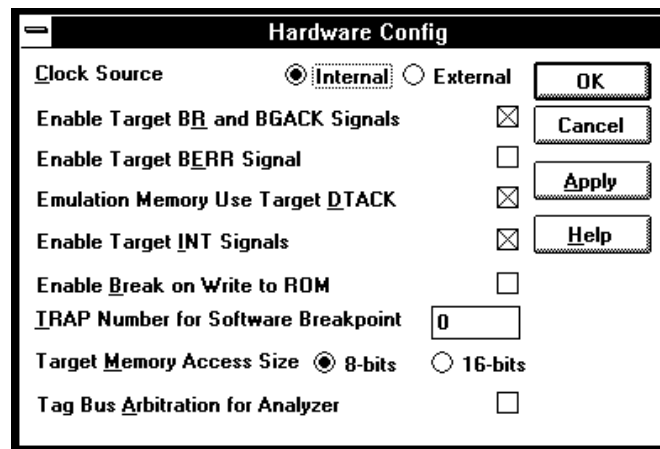 Hardware Config
Clock Source Internal External
OK
Enable Target BR and BGACK Signals
Cancel
Enable Target BERR Signal
Emulation Memory Use Target DTACK
Apply
Enable Target INT Signals
Help
Enable Break on Write to ROM
TRAP Number for Software Breakpoint 0
Target Memory Access Size 8-bits 16-bits
Tag Bus Arbitration for Analyzer